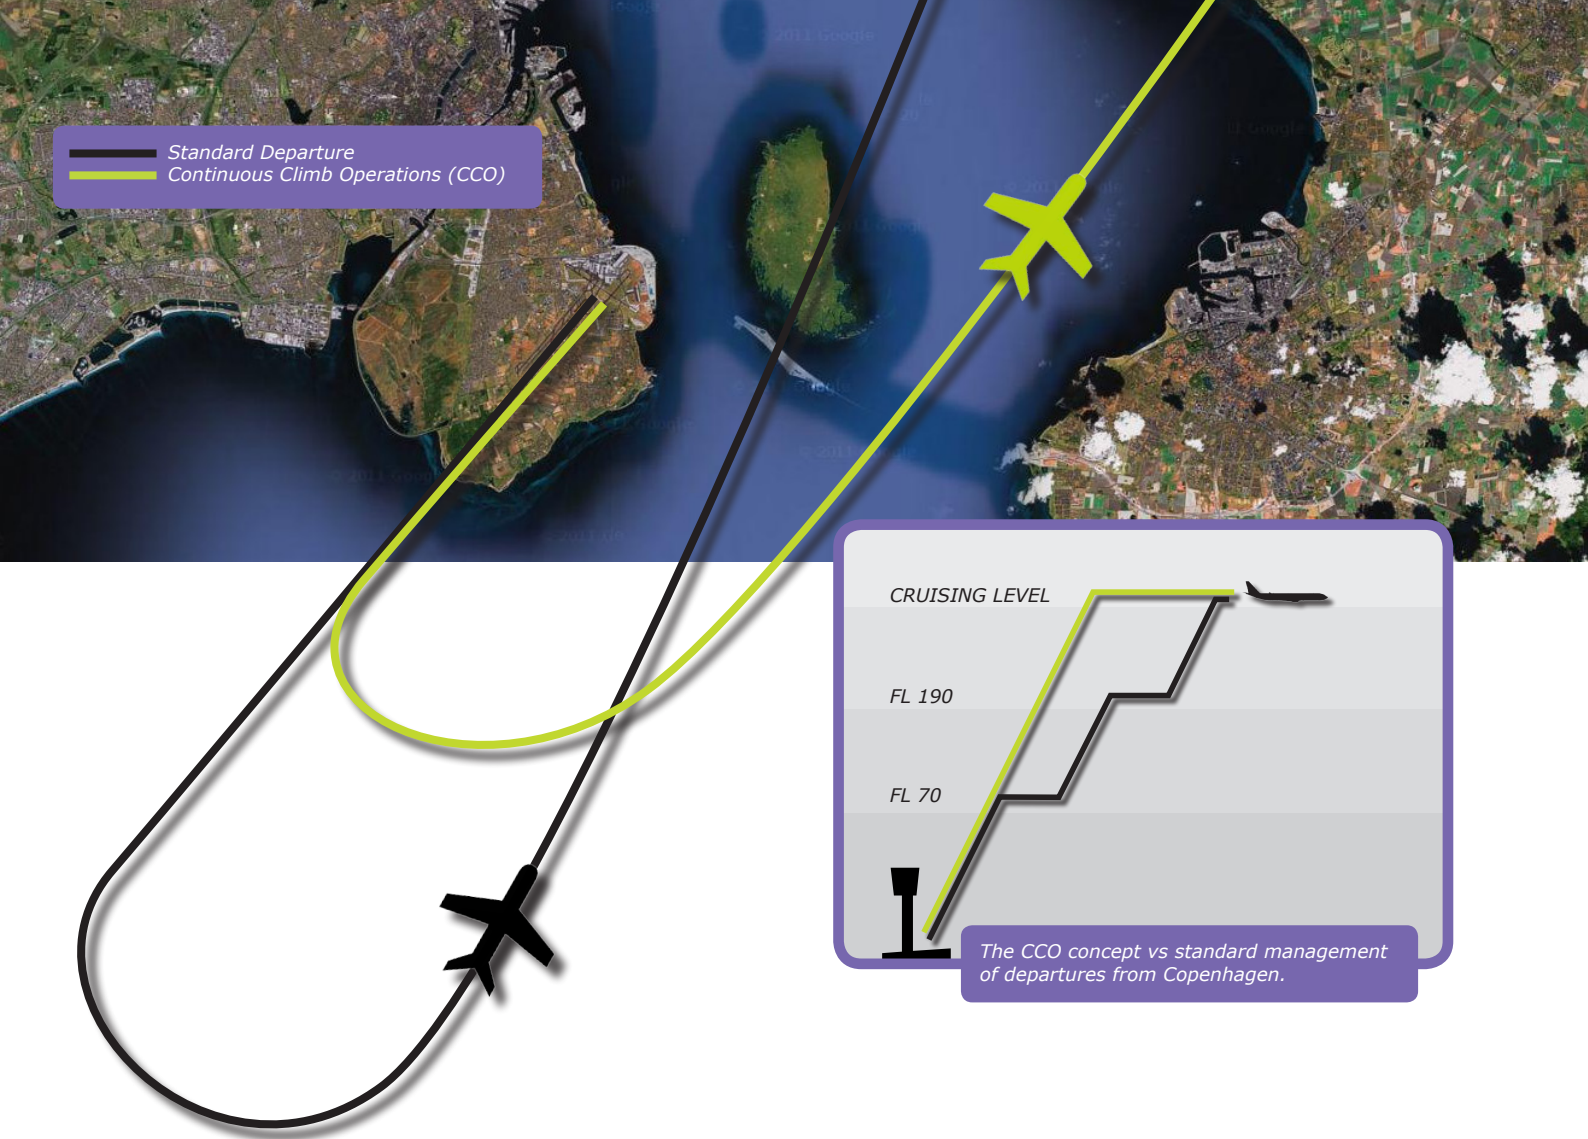 Standard Departure
Continuous Climb Operations (CCO)
CRUISING LEVEL
FL 190
FL 70
The CCO concept vs standard management
of departures from Copenhagen.